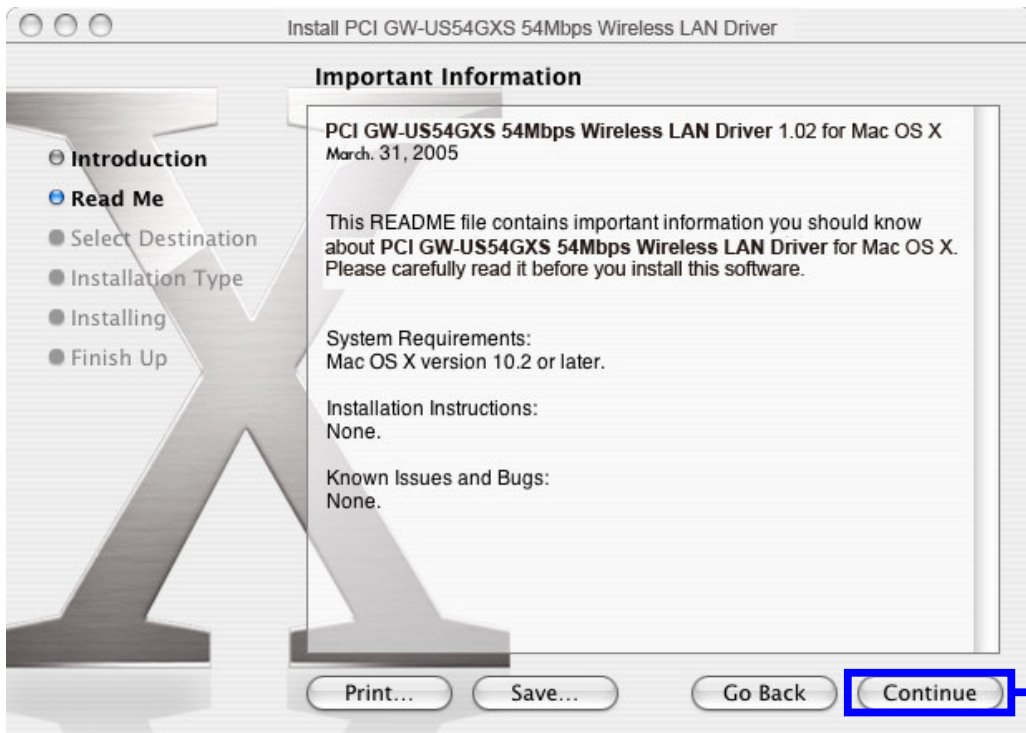 Install PCI GW-US54GXS 54Mbps Wireless LAN Driver
Important Information
Introduction
Read Me
Select Destination
Installation Type
Installing
Finish Up
PCI GW-US54GXS 54Mbps Wireless LAN Driver 1.02 for Mac OS X
March. 31, 2005
This README file contains important information you should know
about PCI GW-US54GXS 54Mbps Wireless LAN Driver for Mac OS X.
Please carefully read it before you install this software.
System Requirements:
Mac OS X version 10.2 or later.
Installation Instructions:
None.
Known Issues and Bugs:
None.
Print... Save... Go Back Continue